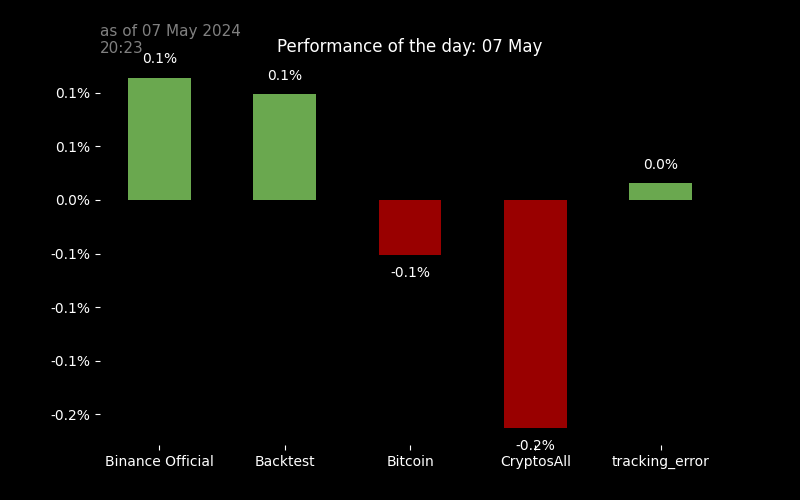 as of 07 May 2024
20:23
Performance of the day: 07 May
0.1%
0.1%
0.1%
0.1%
0.0%
0.0%
-0.1%
-0.1%
-0.1%
-0.1%
-0.2%
-0.2%
Binance Official
Backtest
Bitcoin
CryptosAll
tracking_error